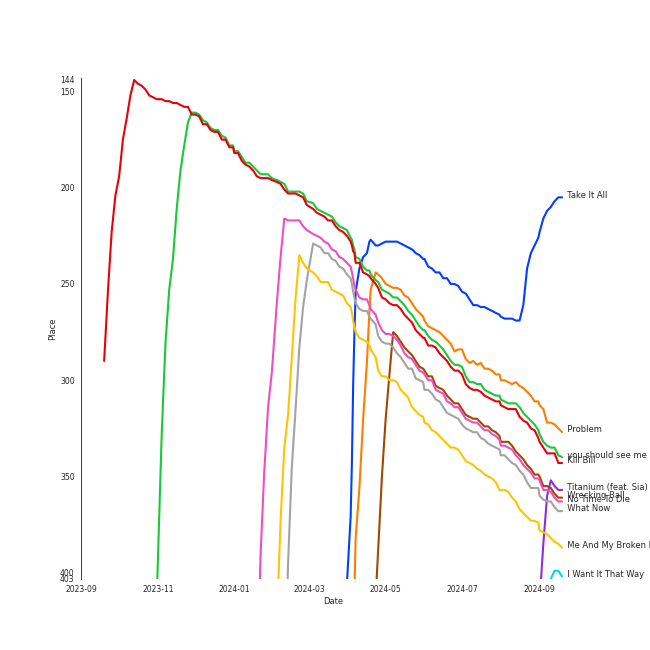 144
150
200
250
300
350
400
403
Place
2023-09
2023-11
2024-01
2024-03
2024-05
2024-07
2024-09
Date
Take It All
Problem
you should see me
Kill Bill
Titanium (feat. Sia)
Wrecking Ball
No Time To Die
What Now
Me And My Broken
I Want It That Way